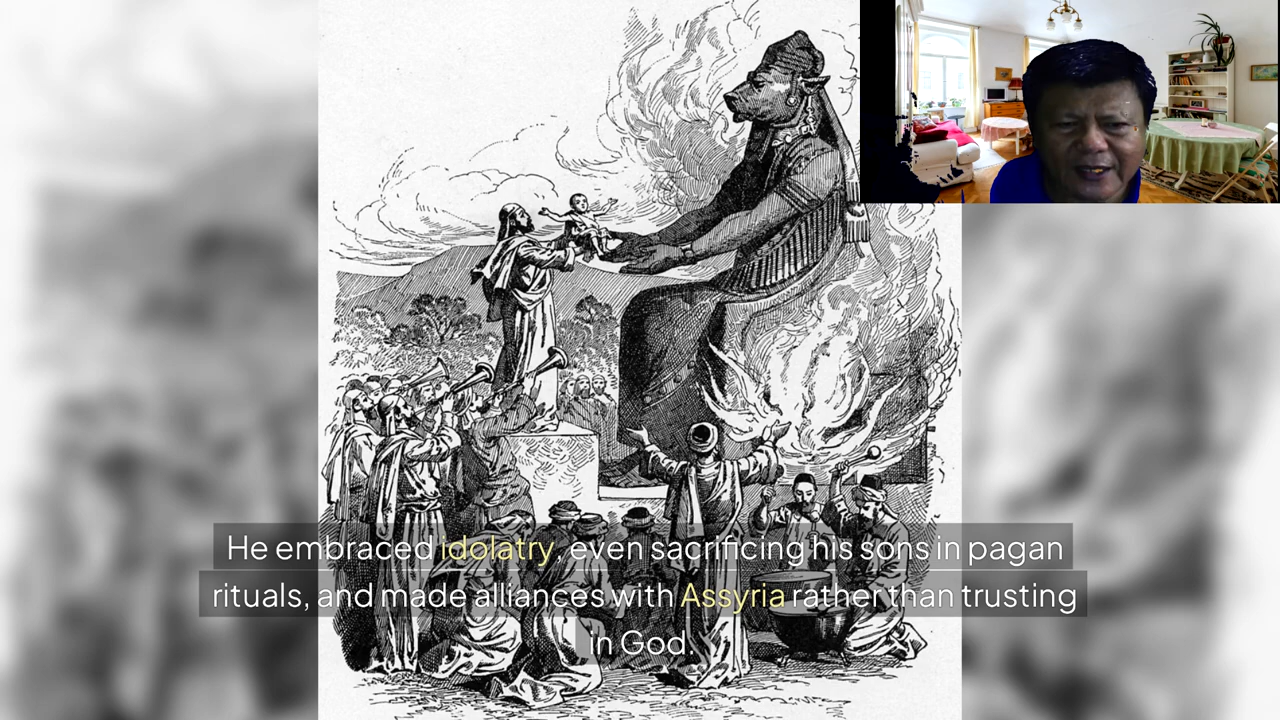 He embraced idolatry, even sacrificing his sons in pagan
rituals, and made alliances with Assyria rather than trusting
in God.